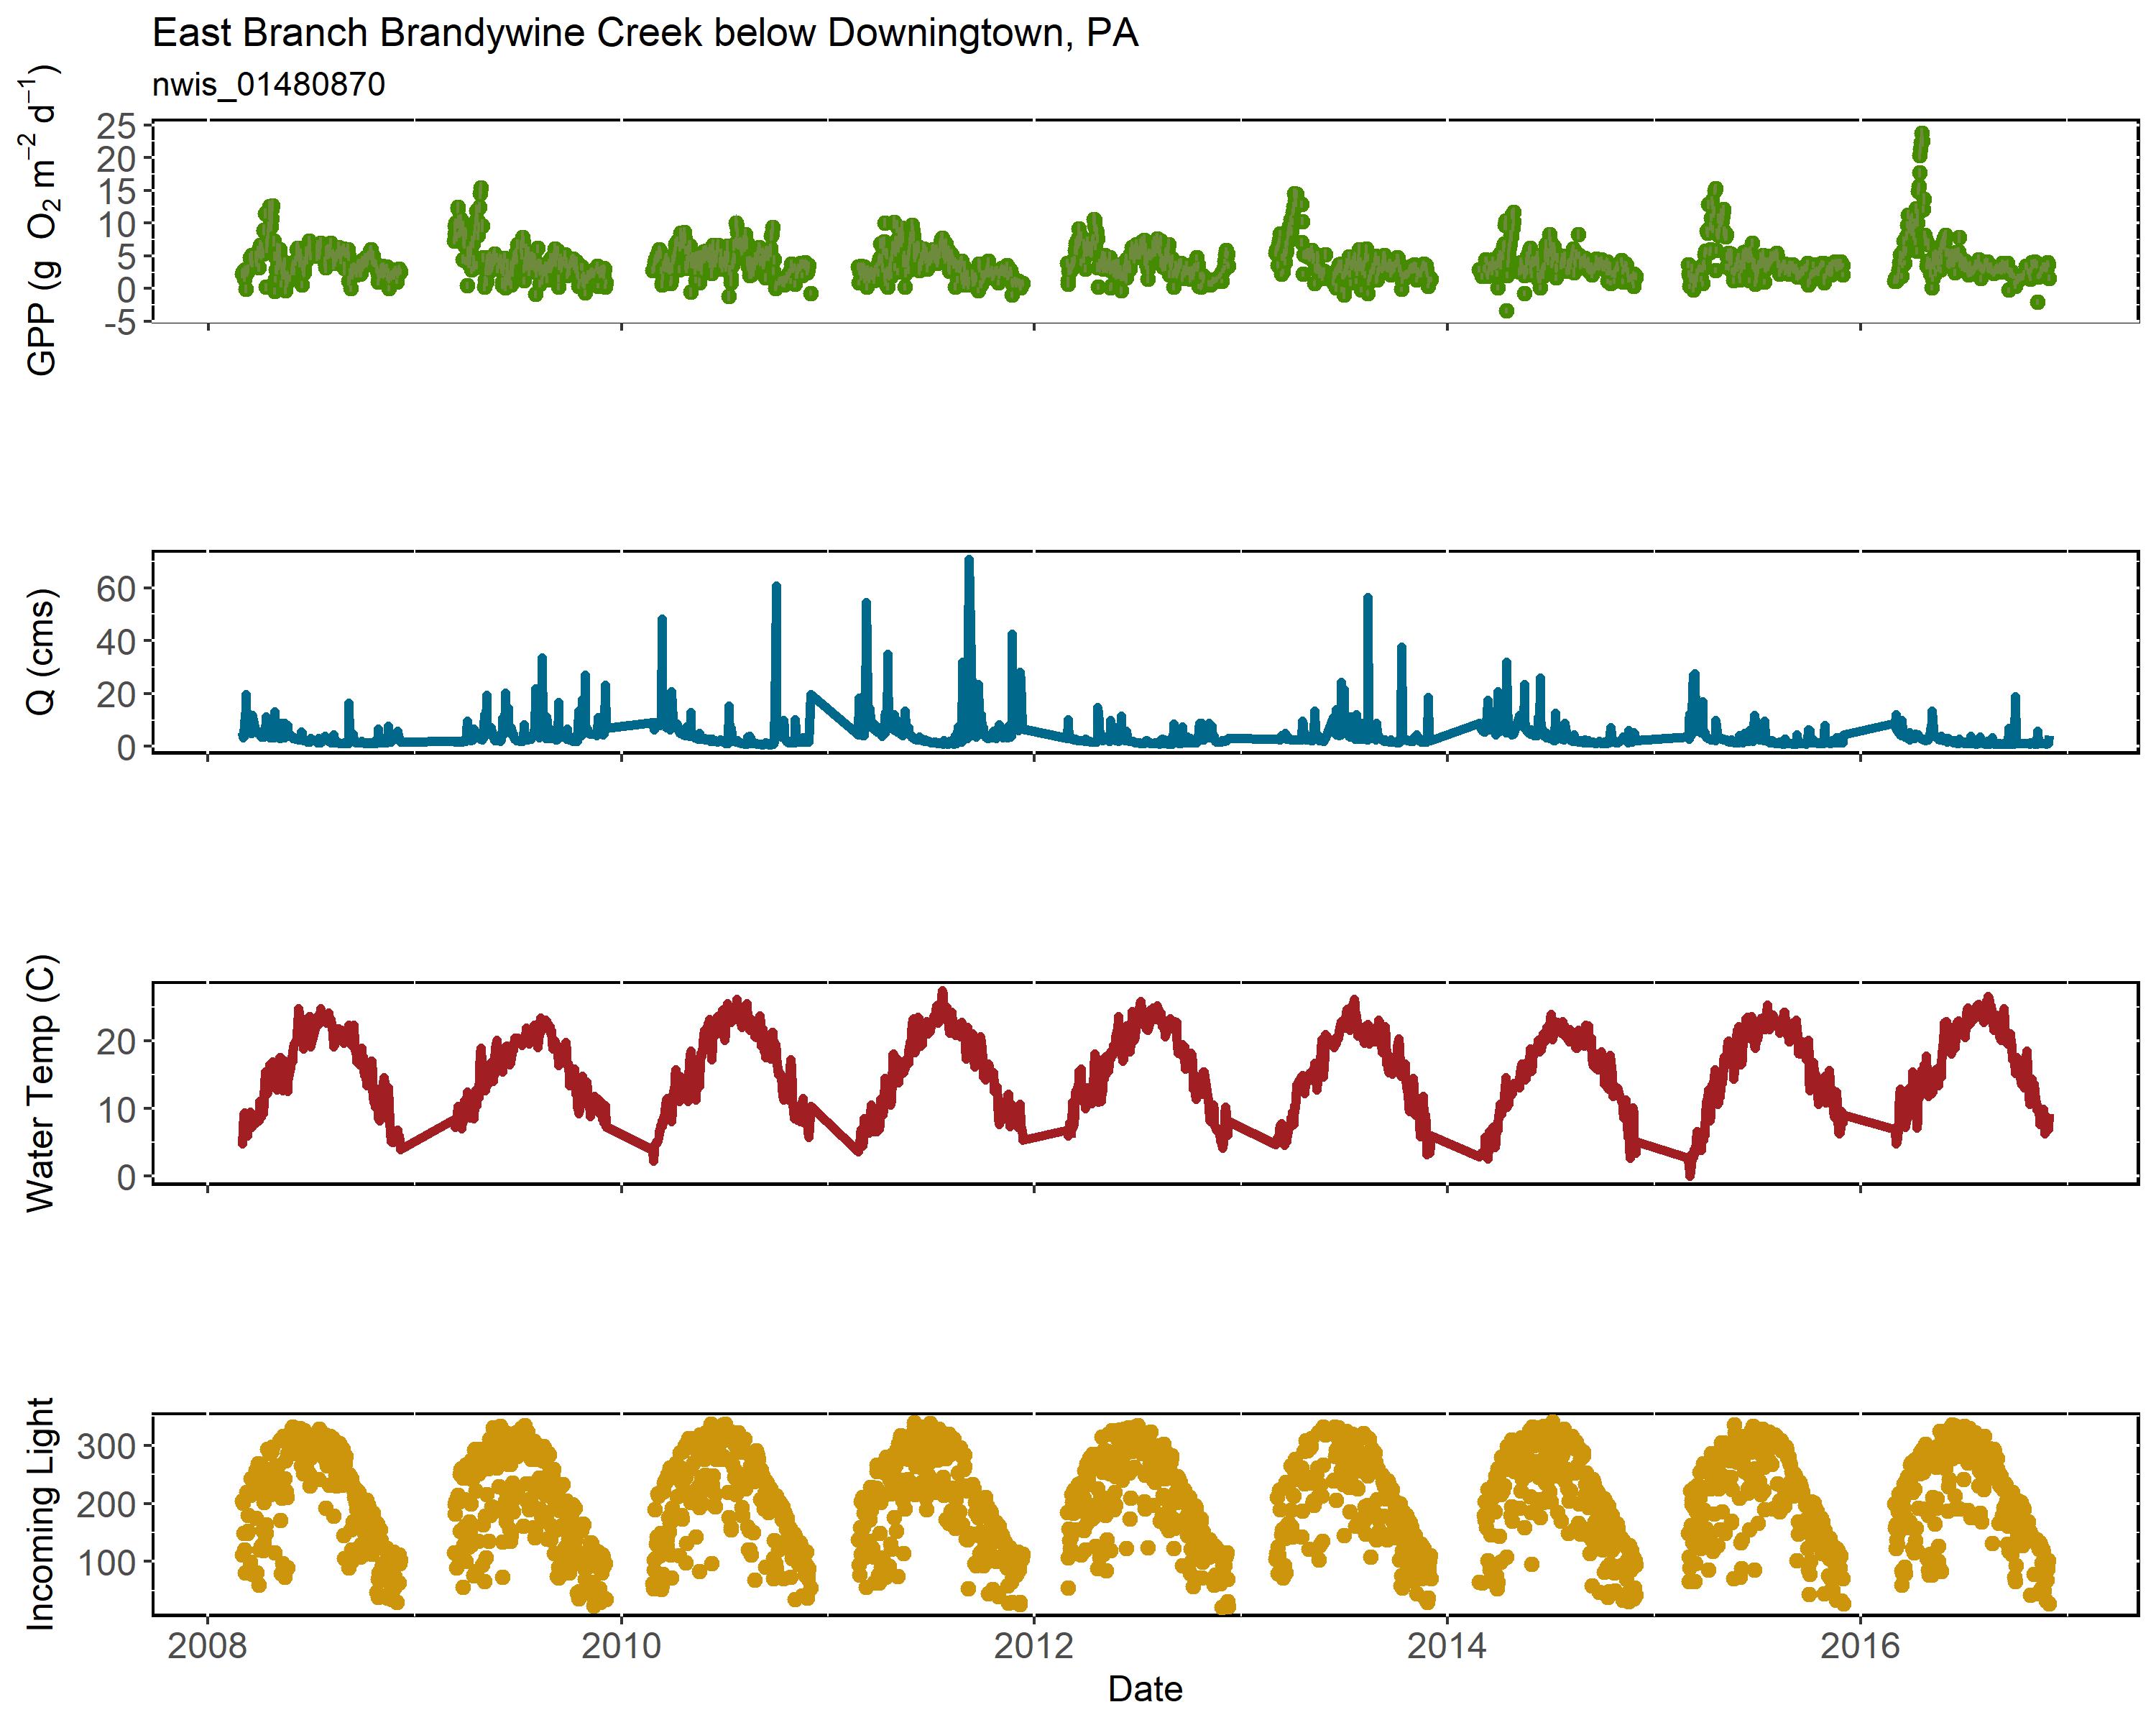 East Branch Brandywine Creek below Downingtown, PA
nwis_01480870
GPP (g O₂ m⁻² d⁻¹)
25
20
15
10
5
0
-5
Q (cms)
60
40
20
0
Water Temp (C)
20
10
0
Incoming Light
300
200
100
2008 2010 2012 2014 2016
Date